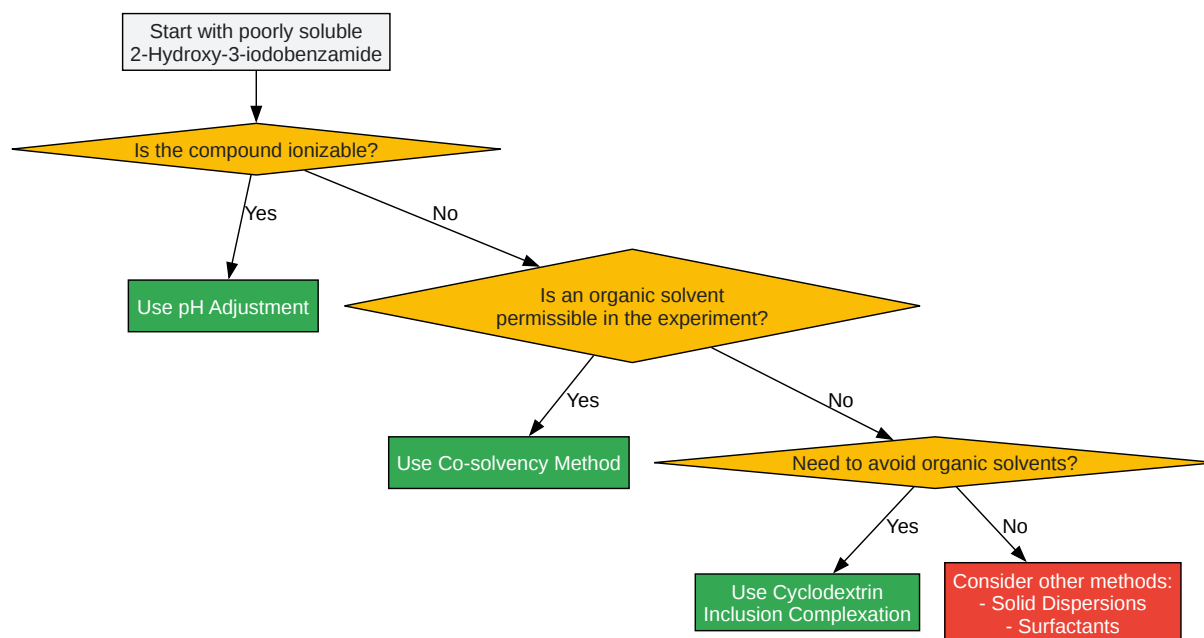 Start with poorly soluble
2-Hydroxy-3-iodobenzamide
Is the compound ionizable?
Yes
No
Use pH Adjustment
Is an organic solvent
permissible in the experiment?
Yes
No
Use Co-solvency Method
Need to avoid organic solvents?
Yes
No
Use Cyclodextrin
Inclusion Complexation
Consider other methods:
- Solid Dispersions
- Surfactants